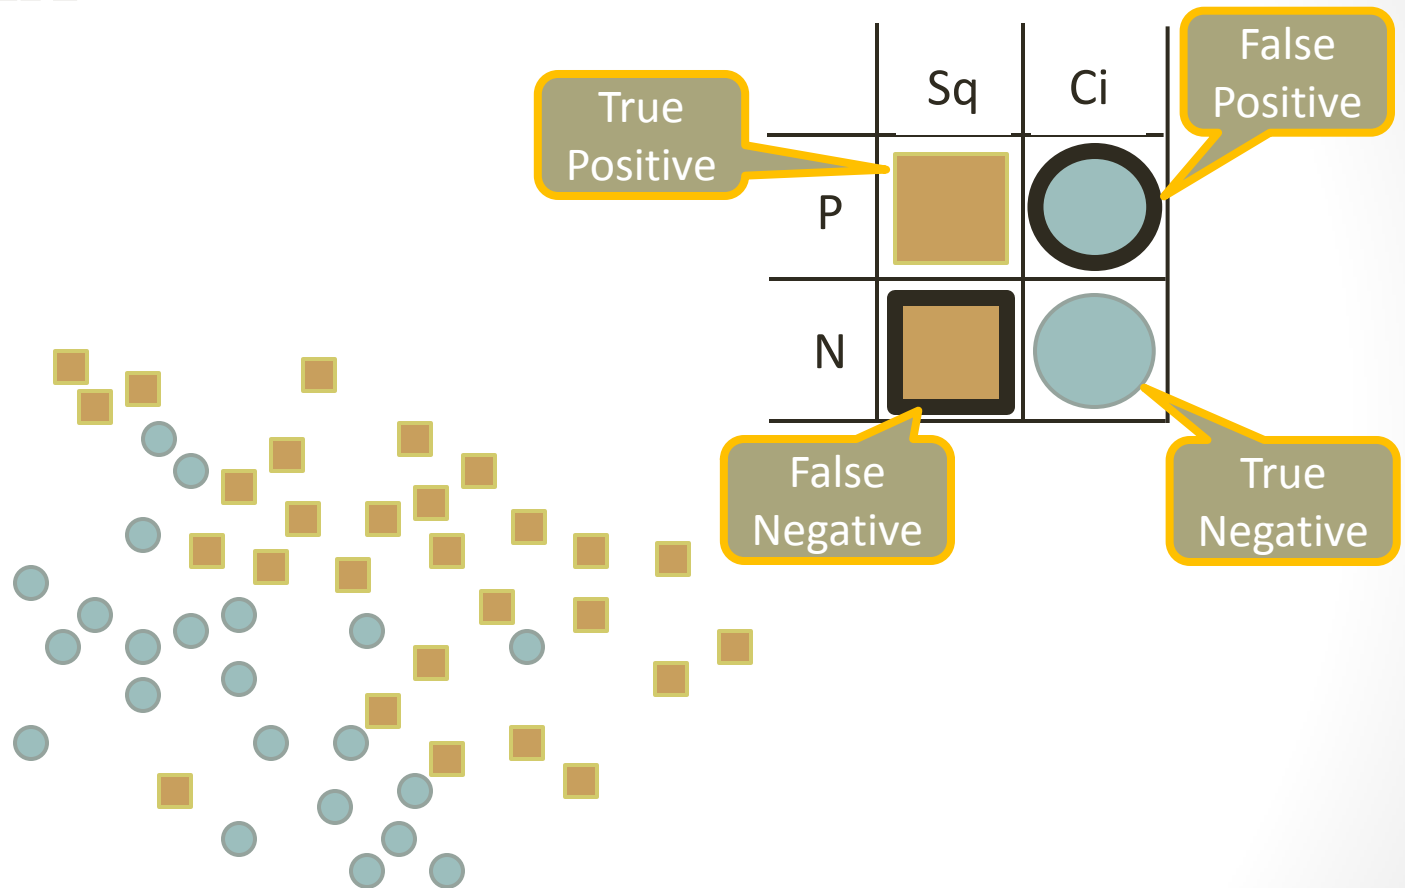 False
Positive
Sq Ci
True
Positive
P
N
False
Negative
True
Negative